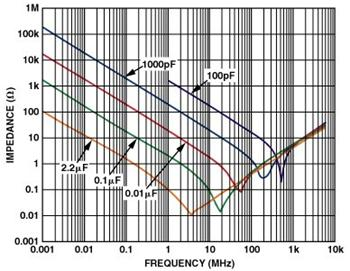 1M
100k
10k
1k
100
10
1
0.1
0.01
0.001
IMPEDANCE (Ω)
1000pF
100pF
2.2µF
0.1µF
0.01µF
0.001 0.01 0.1 1 10 100 1k 10k
FREQUENCY (MHz)